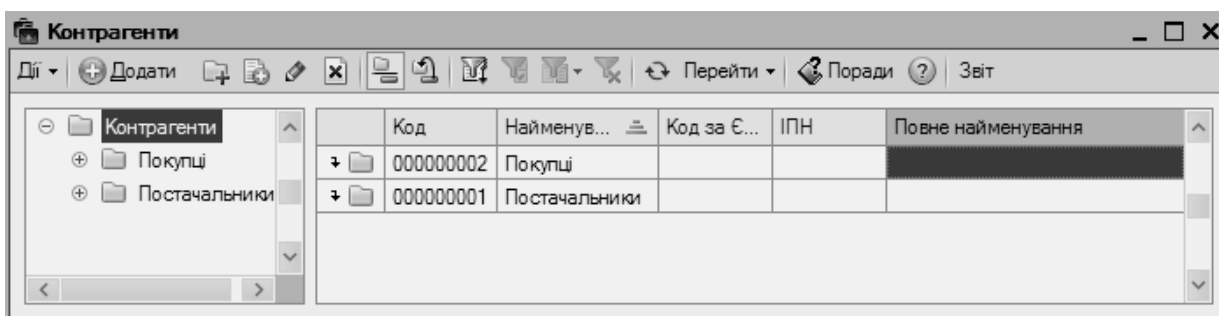 Контрагенти
Дії Додати Перейти Поради Звіт
Контрагенти
Покупці
Постачальники
Код Найменув... Код за Є... ІПН Повне найменування
000000002 Покупці
000000001 Постачальники